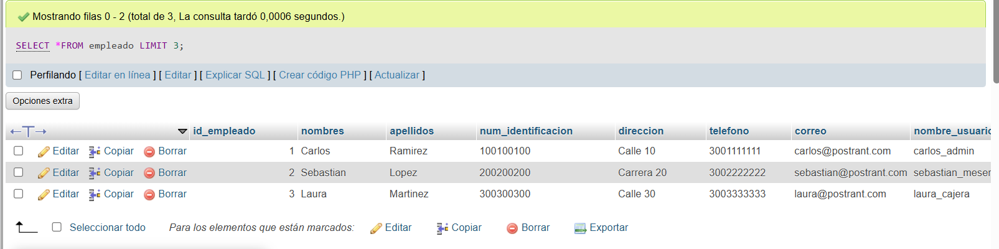 Mostrando filas 0 - 2 (total de 3, La consulta tardó 0,0006 segundos.)
SELECT *FROM empleado LIMIT 3;
Perfilando [ Editar en línea ] [ Editar ] [ Explicar SQL ] [ Crear código PHP ] [ Actualizar ]
Opciones extra
id_empleado nombres apellidos num_identificacion direccion telefono correo nombre_usuario
Editar Copiar Borrar 1 Carlos Ramirez 100100100 Calle 10 3001111111 carlos@postrant.com carlos_admin
Editar Copiar Borrar 2 Sebastian Lopez 200200200 Carrera 20 3002222222 sebastian@postrant.com sebastian_meser
Editar Copiar Borrar 3 Laura Martinez 300300300 Calle 30 3003333333 laura@postrant.com laura_cajera
Seleccionar todo Para los elementos que están marcados: Editar Copiar Borrar Exportar